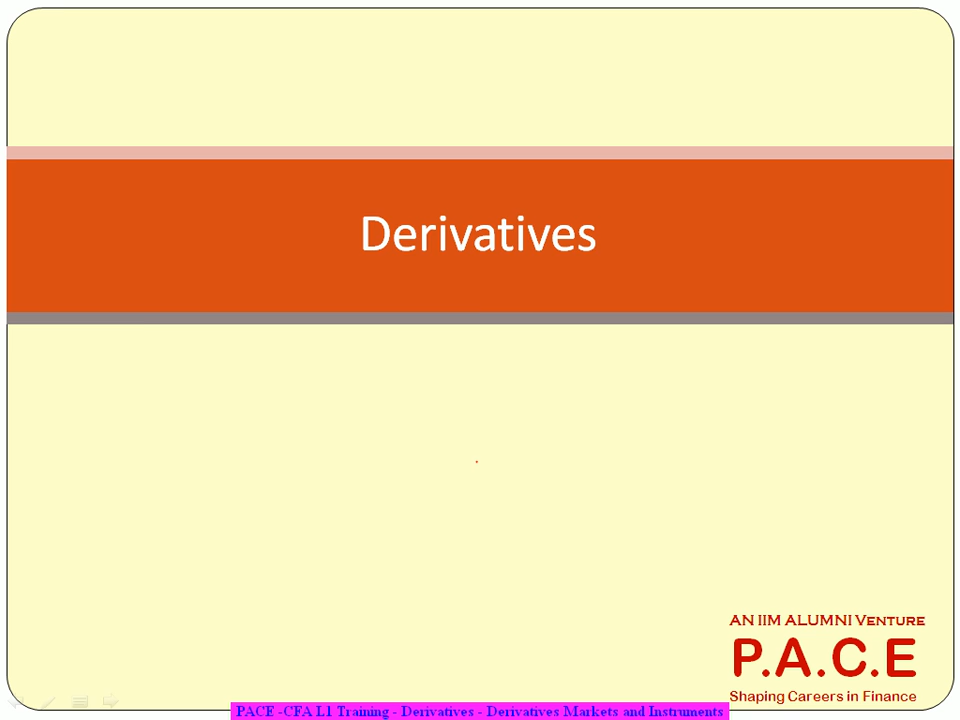 Derivatives
AN IIM ALUMNI VENTURE
P.A.C.E
Shaping Careers in Finance
PACE -CFA L1 Training - Derivatives - Derivatives Markets and Instruments